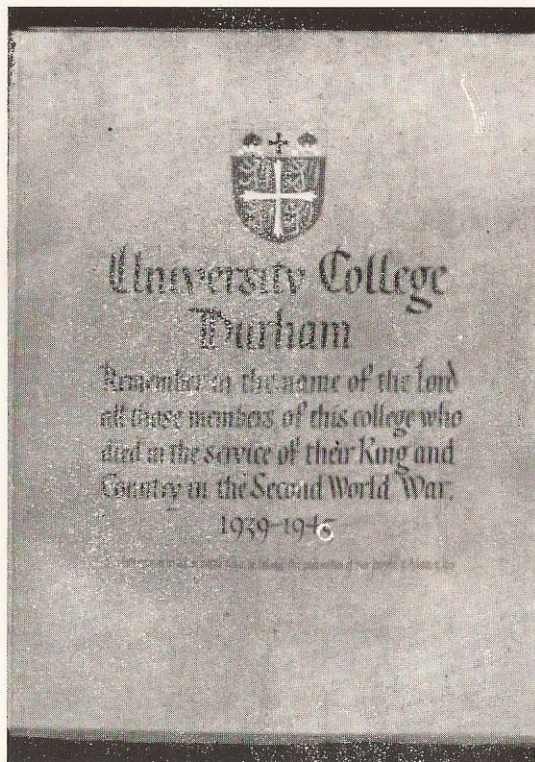 University College
Durham
Remember in the name of the Lord
all those members of this college who
died in the service of their King and
Country in the Second World War.
1939-1946